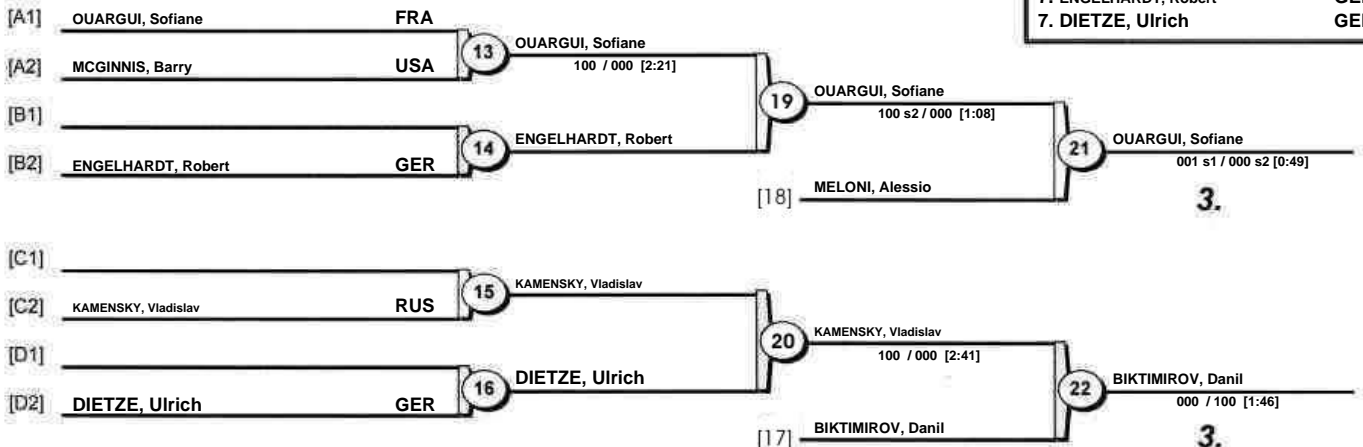 7. ENGELHARDT, Robert
7. DIETZE, Ulrich
[A1] OUARGUI, Sofiane FRA
13 OUARGUI, Sofiane
100 / 000 [2:21]
[A2] MCGINNIS, Barry USA
19 OUARGUI, Sofiane
100 s2 / 000 [1:08]
[B1]
14 ENGELHARDT, Robert
[B2] ENGELHARDT, Robert GER
21 OUARGUI, Sofiane
001 s1 / 000 s2 [0:49]
[18] MELONI, Alessio
3.
[C1]
15 KAMENSKY, Vladislav
[C2] KAMENSKY, Vladislav RUS
20 KAMENSKY, Vladislav
100 / 000 [2:41]
[D1]
16 DIETZE, Ulrich
[D2] DIETZE, Ulrich GER
22 BIKTIMIROV, Danil
000 / 100 [1:46]
[17] BIKTIMIROV, Danil
3.